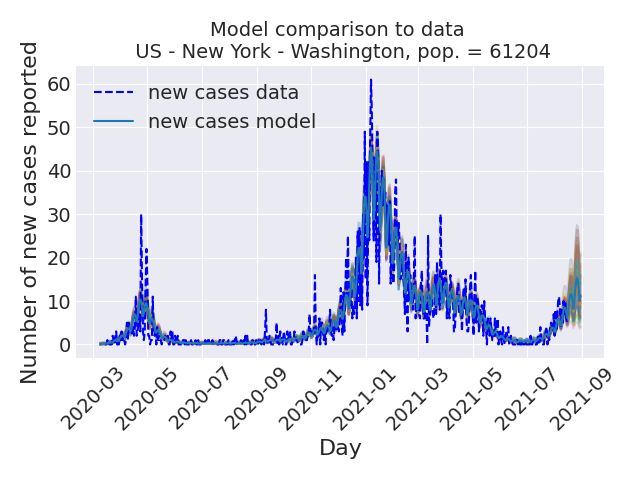 Model comparison to data
US - New York - Washington, pop. = 61204
Number of new cases reported
60
50
40
30
20
10
0
new cases data
new cases model
2020-03
2020-05
2020-07
2020-09
2020-11
2021-01
2021-03
2021-05
2021-07
2021-09
Day